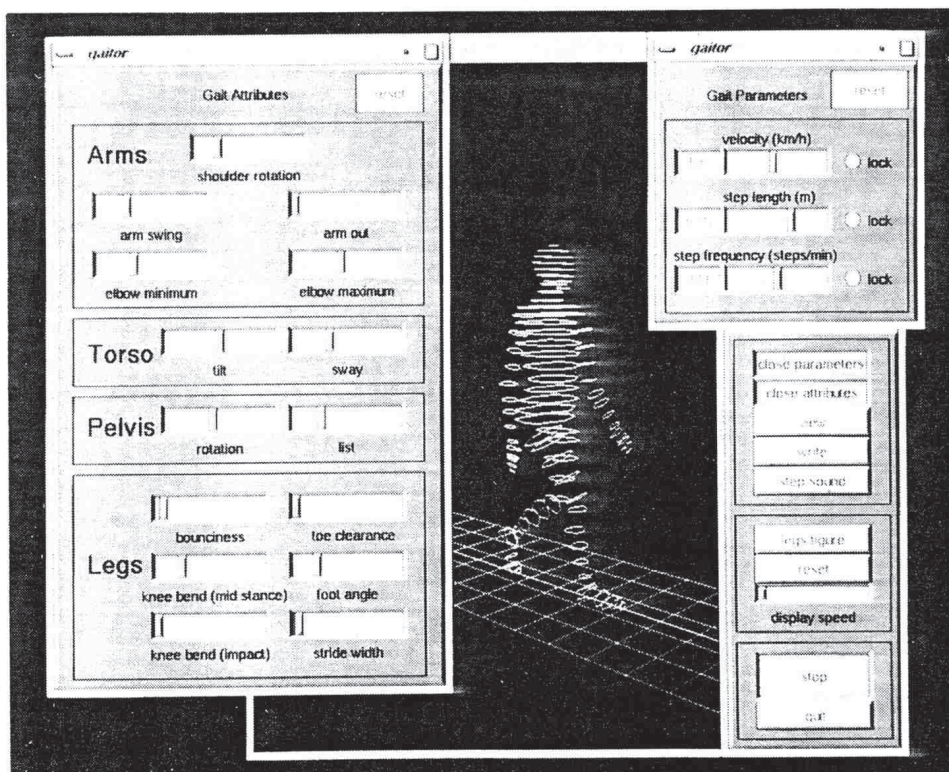 gaitor
Gait Attributes
reset
Arms
shoulder rotation
arm swing
arm out
elbow minimum
elbow maximum
Torso
tilt
sway
Pelvis
rotation
list
Legs
bounciness
toe clearance
knee bend (mid stance)
foot angle
knee bend (impact)
stride width
gaitor
Gait Parameters
reset
velocity (km/h)
lock
step length (m)
lock
step frequency (steps/min)
lock
close parameters
close attributes
write
step sound
legs figure
reset
display speed
stop
quit